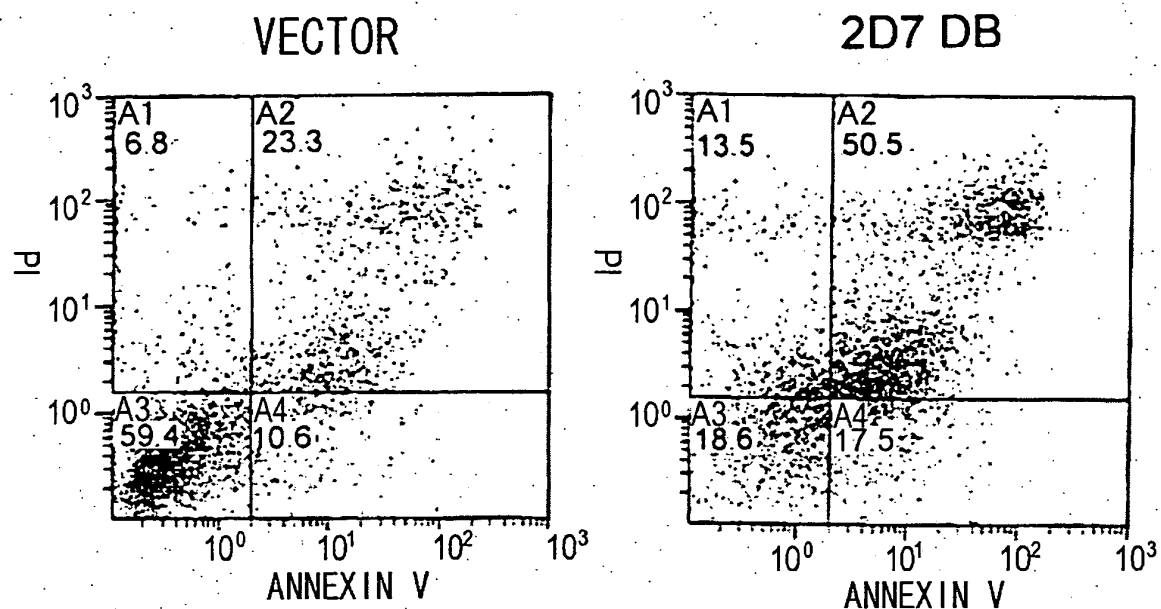 VECTOR
10³
A1
6.8
A2
23.3
10²
PI
10¹
10⁰
A3
59.4
A4
10.6
10⁰ 10¹ 10² 10³
ANNEXIN V
2D7 DB
10³
A1
13.5
A2
50.5
10²
PI
10¹
10⁰
A3
18.6
A4
17.5
10⁰ 10¹ 10² 10³
ANNEXIN V